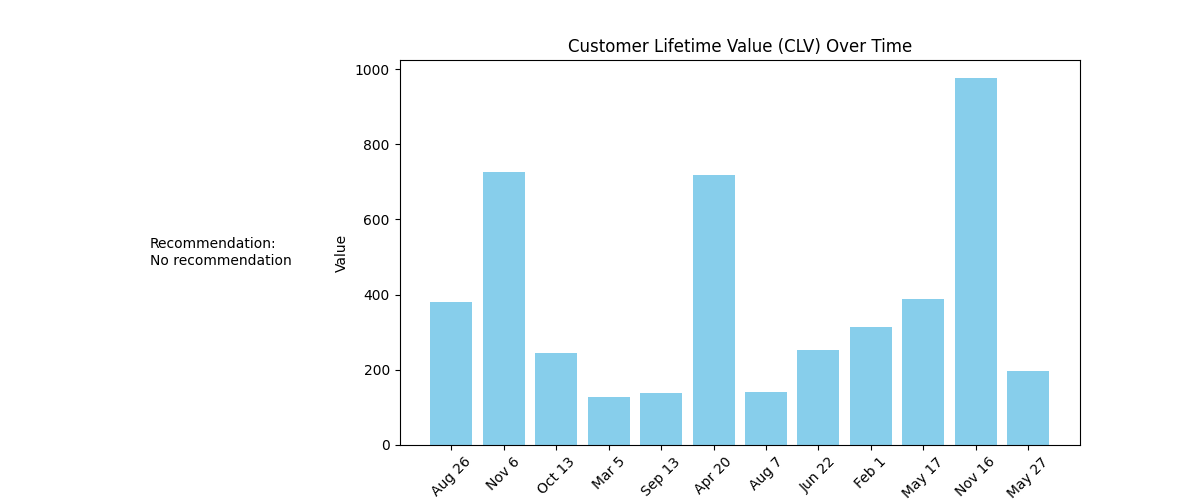 Customer Lifetime Value (CLV) Over Time
1000
800
600
400
200
0
Value
Recommendation:
No recommendation
Aug 26
Nov 6
Oct 13
Mar 5
Sep 13
Apr 20
Aug 7
Jun 22
Feb 1
May 17
Nov 16
May 27